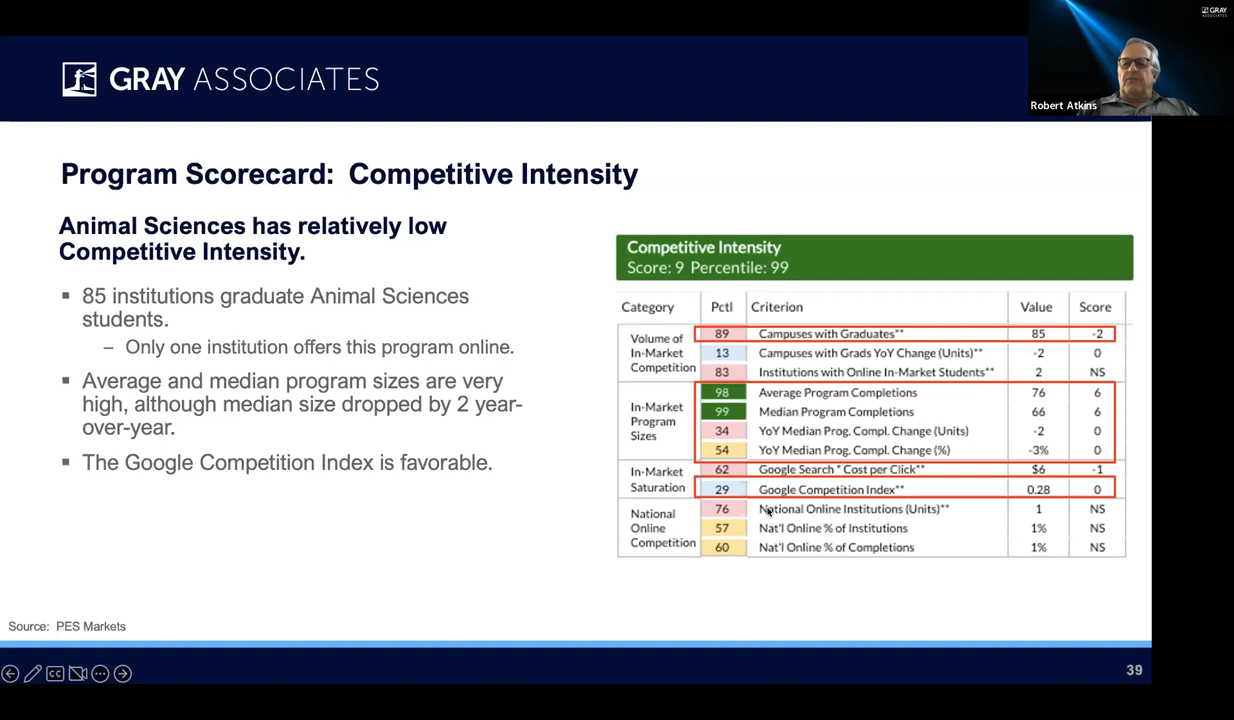 GRAY ASSOCIATES
GRAY
ASSOCIATES
Robert Atkins
Program Scorecard: Competitive Intensity
Animal Sciences has relatively low
Competitive Intensity.
▪ 85 institutions graduate Animal Sciences
students.
– Only one institution offers this program online.
▪ Average and median program sizes are very
high, although median size dropped by 2 year-
over-year.
▪ The Google Competition Index is favorable.
Competitive Intensity
Score: 9 Percentile: 99
Category Pctl Criterion Value Score
Volume of
In-Market
Competition
89 Campuses with Graduates** 85 -2
13 Campuses with Grads YoY Change (Units)** -2 0
83 Institutions with Online In-Market Students** 2 NS
In-Market
Program
Sizes
98 Average Program Completions 76 6
99 Median Program Completions 66 6
34 YoY Median Prog. Compl. Change (Units) -2 0
54 YoY Median Prog. Compl. Change (%) -3% 0
In-Market
Saturation
62 Google Search * Cost per Click** $6 -1
29 Google Competition Index** 0.28 0
National
Online
Competition
76 National Online Institutions (Units)** 1 NS
57 Nat'l Online % of Institutions 1% NS
60 Nat'l Online % of Completions 1% NS
Source: PES Markets
CC
39